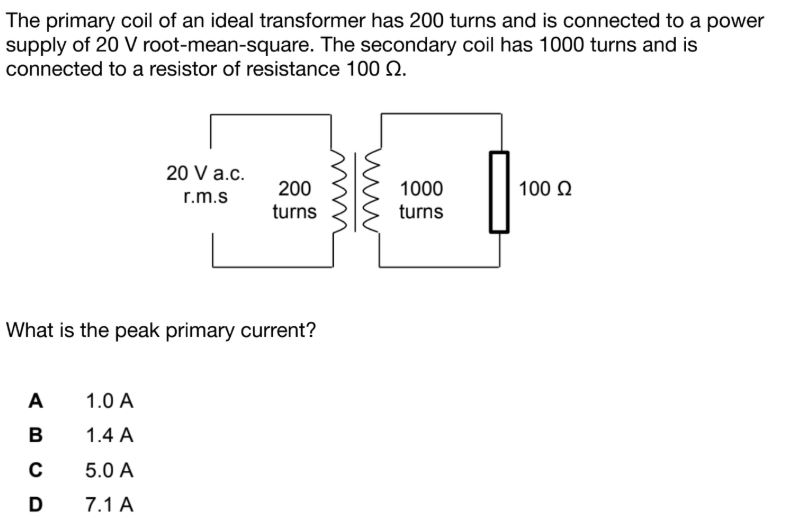 The primary coil of an ideal transformer has 200 turns and is connected to a power
supply of 20 V root-mean-square. The secondary coil has 1000 turns and is
connected to a resistor of resistance 100 Ω.
20 V a.c.
r.m.s
200
turns
1000
turns
100 Ω
What is the peak primary current?
A 1.0 A
B 1.4 A
C 5.0 A
D 7.1 A